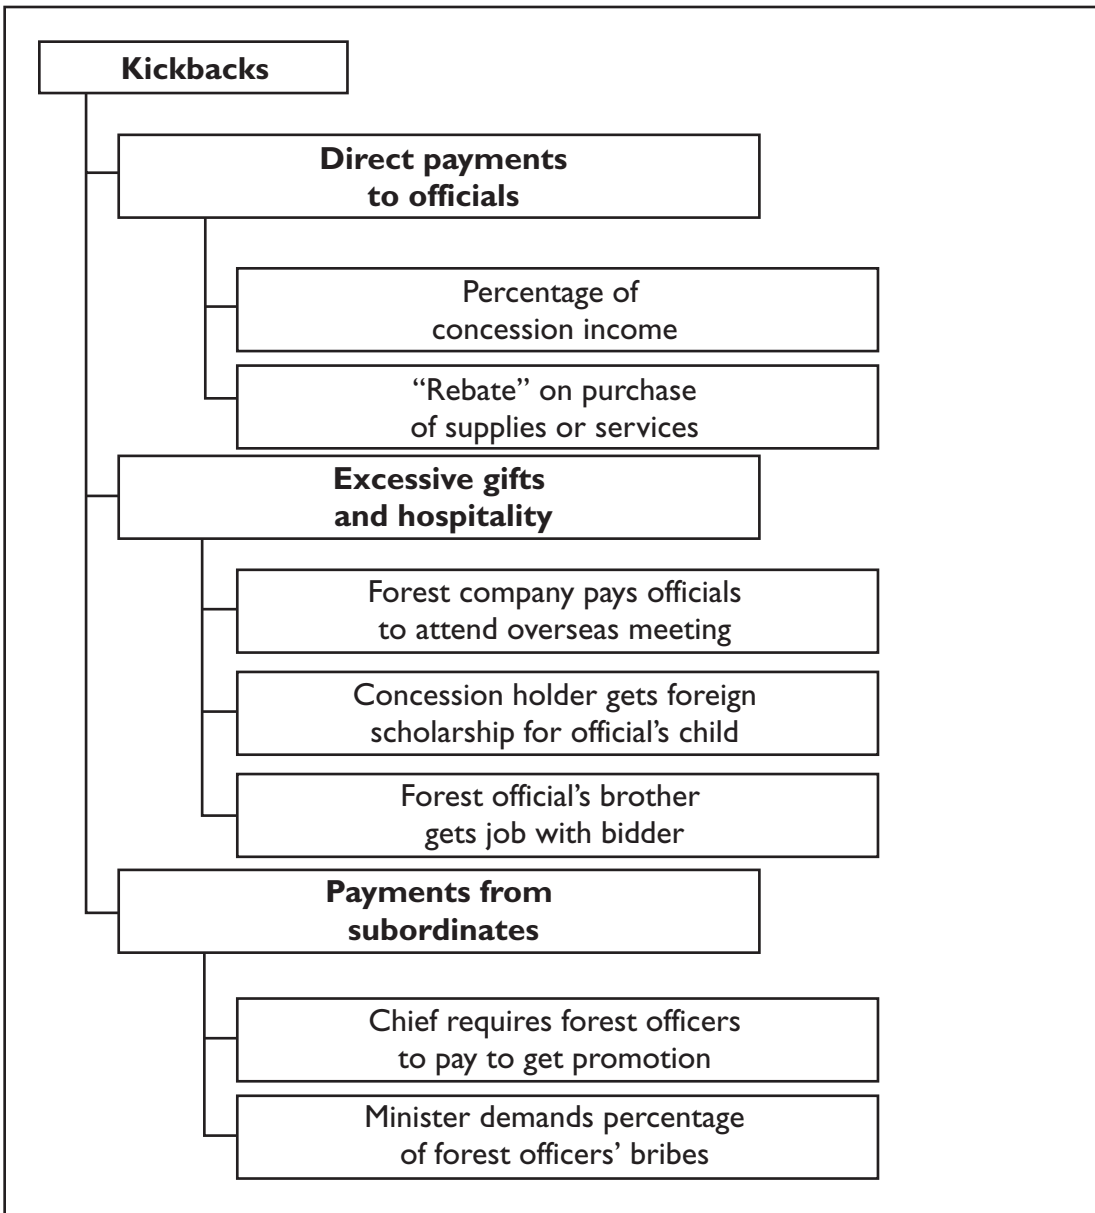 Kickbacks
Direct payments
to officials
Percentage of
concession income
“Rebate” on purchase
of supplies or services
Excessive gifts
and hospitality
Forest company pays officials
to attend overseas meeting
Concession holder gets foreign
scholarship for official’s child
Forest official’s brother
gets job with bidder
Payments from
subordinates
Chief requires forest officers
to pay to get promotion
Minister demands percentage
of forest officers’ bribes